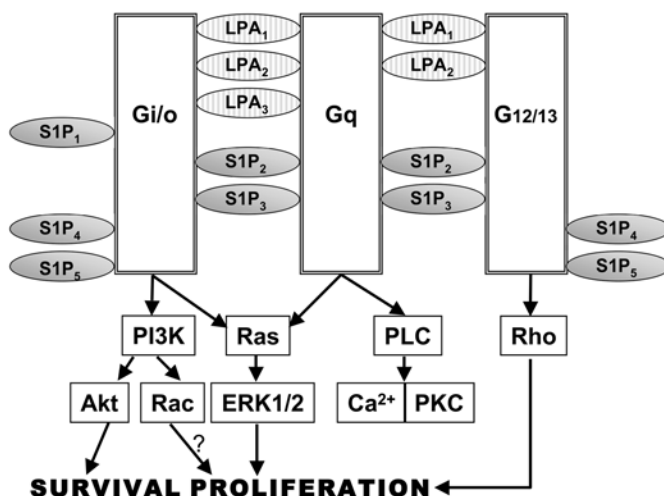 LPA₁ LPA₁
LPA₂ LPA₂
LPA₃
Gi/o Gq G12/13
S1P₁
S1P₂ S1P₂
S1P₃ S1P₃
S1P₄ S1P₄
S1P₅ S1P₅
PI3K Ras PLC Rho
Akt Rac ERK1/2 Ca²⁺ PKC
?
SURVIVAL PROLIFERATION